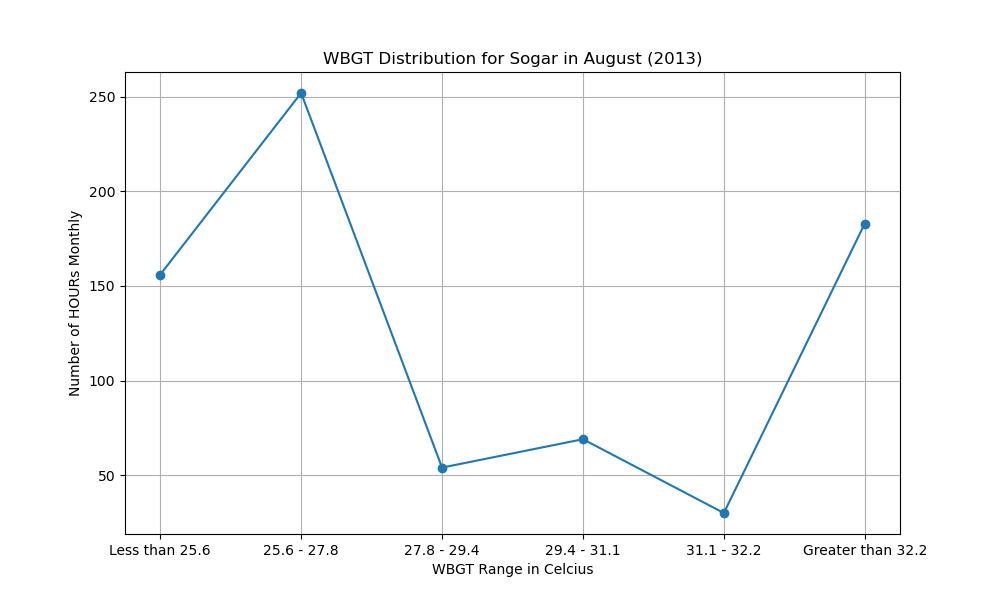 WBGT Distribution for Sogar in August (2013)
Number of HOURs Monthly
250
200
150
100
50
Less than 25.6
25.6 - 27.8
27.8 - 29.4
29.4 - 31.1
31.1 - 32.2
Greater than 32.2
WBGT Range in Celcius